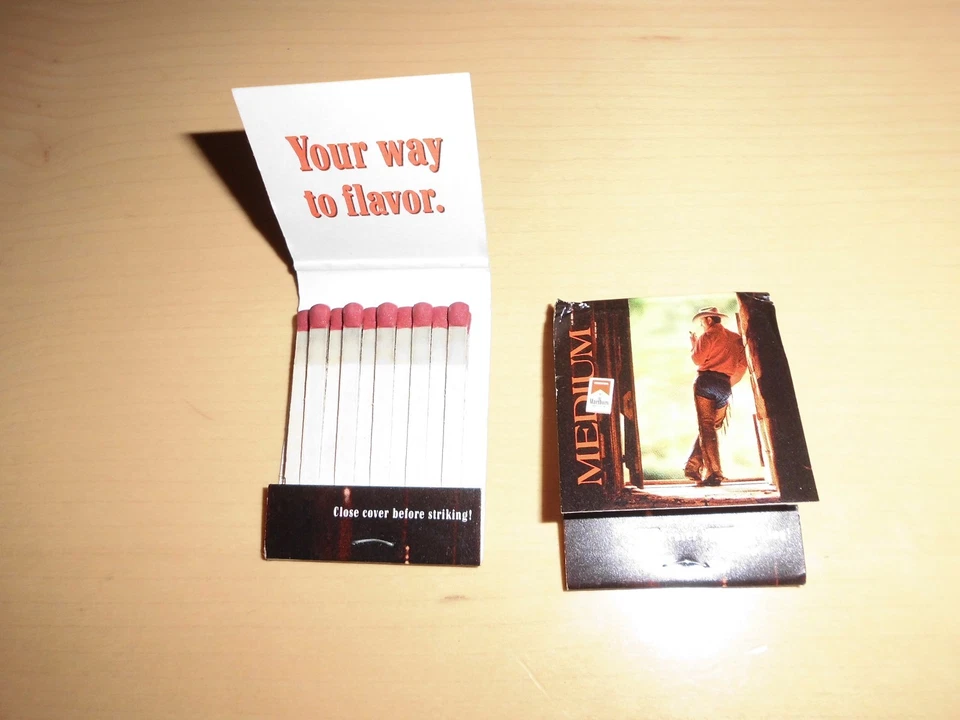 Your way
to flavor.
Close cover before striking!
MEDIUM
Marlboro